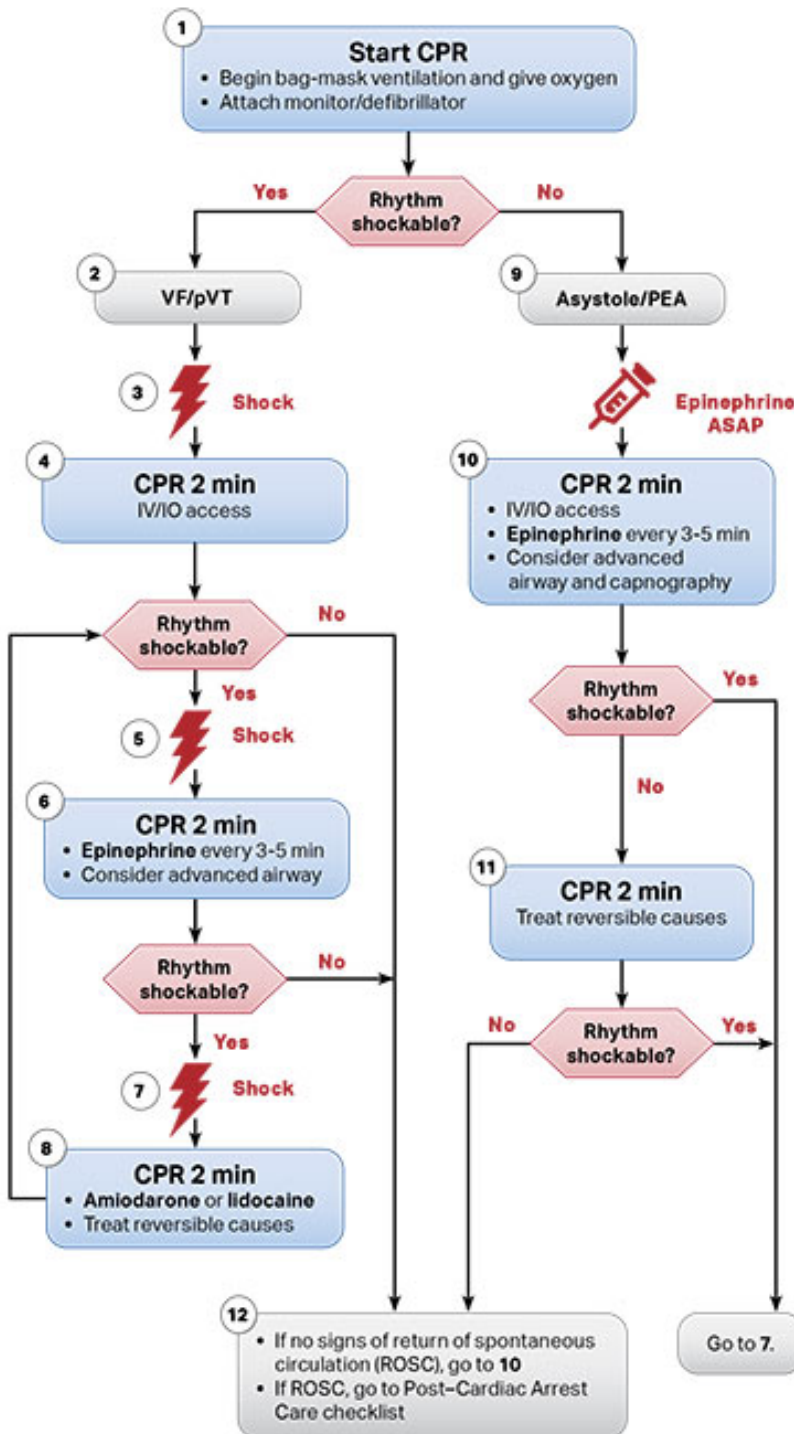 1
Start CPR
• Begin bag-mask ventilation and give oxygen
• Attach monitor/defibrillator
Yes
Rhythm
shockable?
No
2
VF/pVT
3
Shock
4
CPR 2 min
IV/IO access
Rhythm
shockable?
No
Yes
5
Shock
6
CPR 2 min
• Epinephrine every 3-5 min
• Consider advanced airway
Rhythm
shockable?
No
Yes
7
Shock
8
CPR 2 min
• Amiodarone or lidocaine
• Treat reversible causes
9
Asystole/PEA
Epinephrine
ASAP
10
CPR 2 min
• IV/IO access
• Epinephrine every 3-5 min
• Consider advanced
airway and capnography
Rhythm
shockable?
Yes
No
11
CPR 2 min
Treat reversible causes
No
Rhythm
shockable?
Yes
12
• If no signs of return of spontaneous
circulation (ROSC), go to 10
• If ROSC, go to Post–Cardiac Arrest
Care checklist
Go to 7.